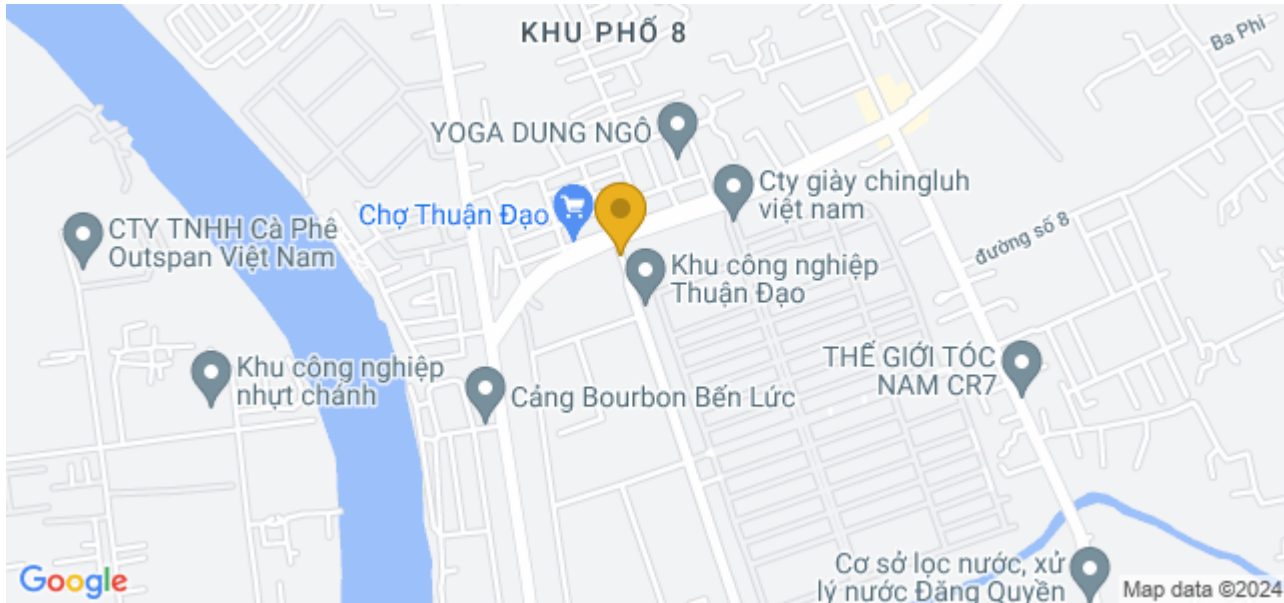 KHU PHỐ 8
Ba Phi
YOGA DUNG NGÔ
Cty giày chingluh
việt nam
Chợ Thuận Đạo
CTY TNHH Cà Phê
Outspan Việt Nam
đường số 8
Khu công nghiệp
Thuận Đạo
THẾ GIỚI TÓC
NAM CR7
Khu công nghiệp
nhựt chánh
Cảng Bourbon Bến Lức
Cơ sở lọc nước, xử
lý nước Đăng Quyền
Google
Map data ©2024